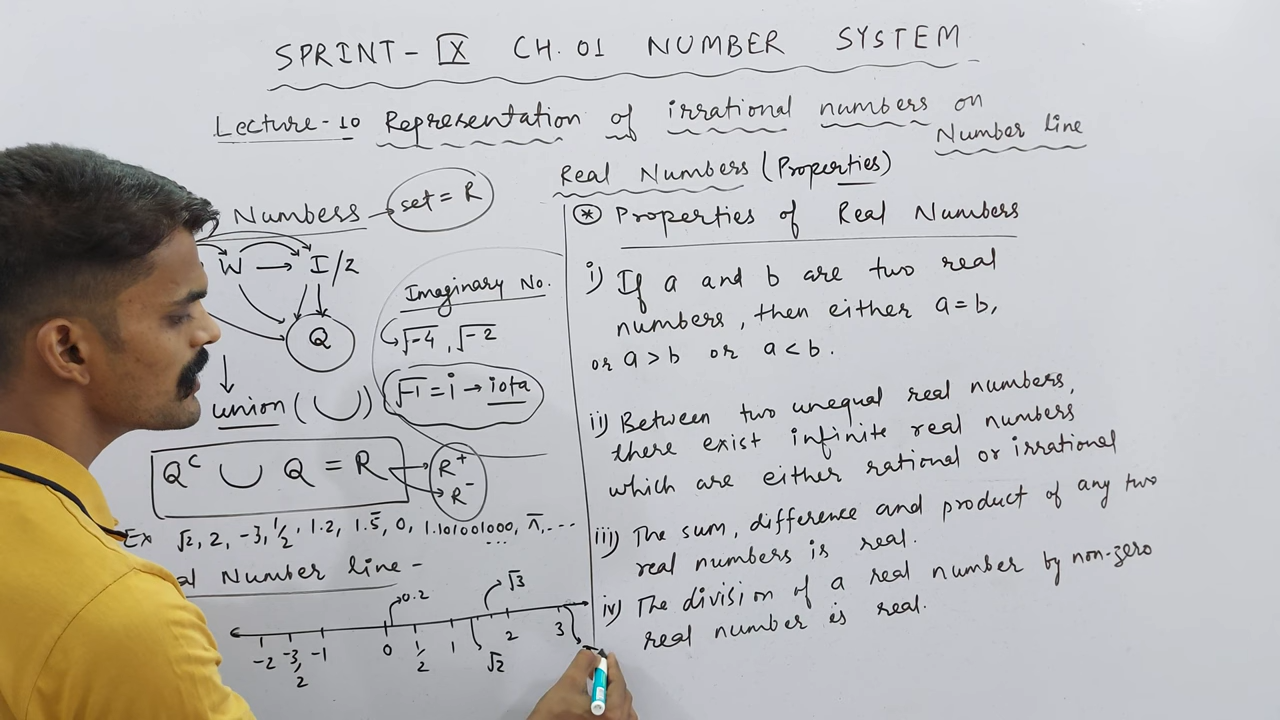 SPRINT-IX CH.01 NUMBER SYSTEM
Lecture-10 Representation of irrational numbers on
Number line
Real Numbers (Properties)
Numbers → set = R
W → I/Z
Q
union (∪)
Q^c ∪ Q = R
R⁺
R⁻
Imaginary No.
√-4, √-2
√-1 = i → iota
Ex √2, 2, -3, 1/2, 1.2, 1.5̅, 0, 1.101001000..., π, ...
al Number line -
0.2 √3
-2 -3/2 -1 0 1/2 1 √2 2 3
* Properties of Real Numbers
i) If a and b are two real
numbers, then either a=b,
or a>b or a<b.
ii) Between two unequal real numbers,
there exist infinite real numbers
which are either rational or irrational
iii) The sum, difference and product of any two
real numbers is real.
iv) The division of a real number by non-zero
real number is real.